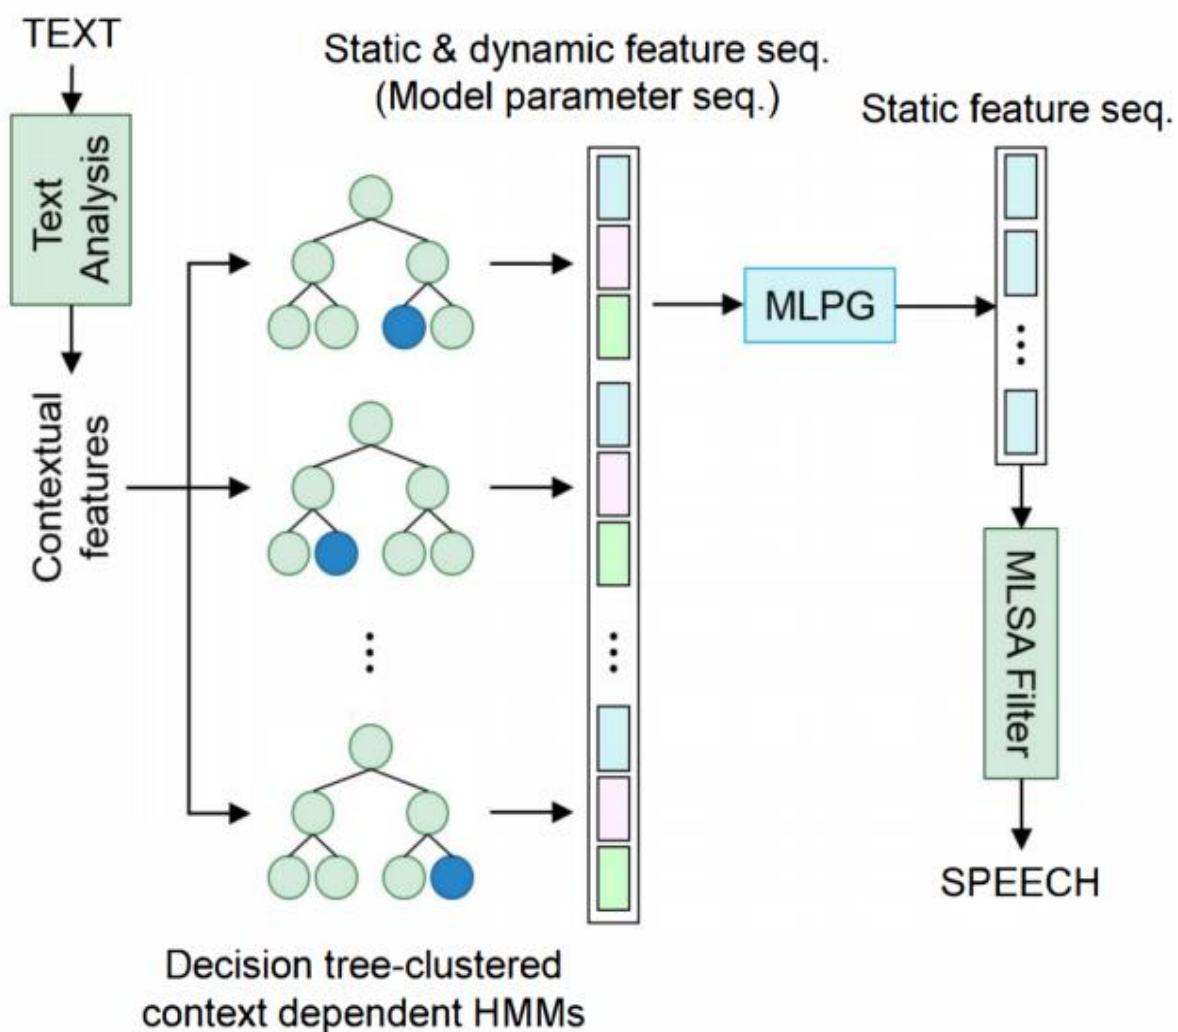 TEXT
Text
Analysis
Contextual
features
Static & dynamic feature seq.
(Model parameter seq.)
MLPG
Static feature seq.
MLSA Filter
SPEECH
Decision tree-clustered
context dependent HMMs